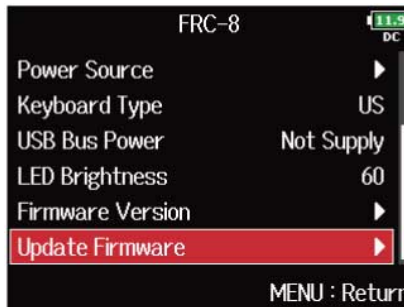 FRC-8
11.9
DC
Power Source
Keyboard Type US
USB Bus Power Not Supply
LED Brightness 60
Firmware Version
Update Firmware
MENU : Return